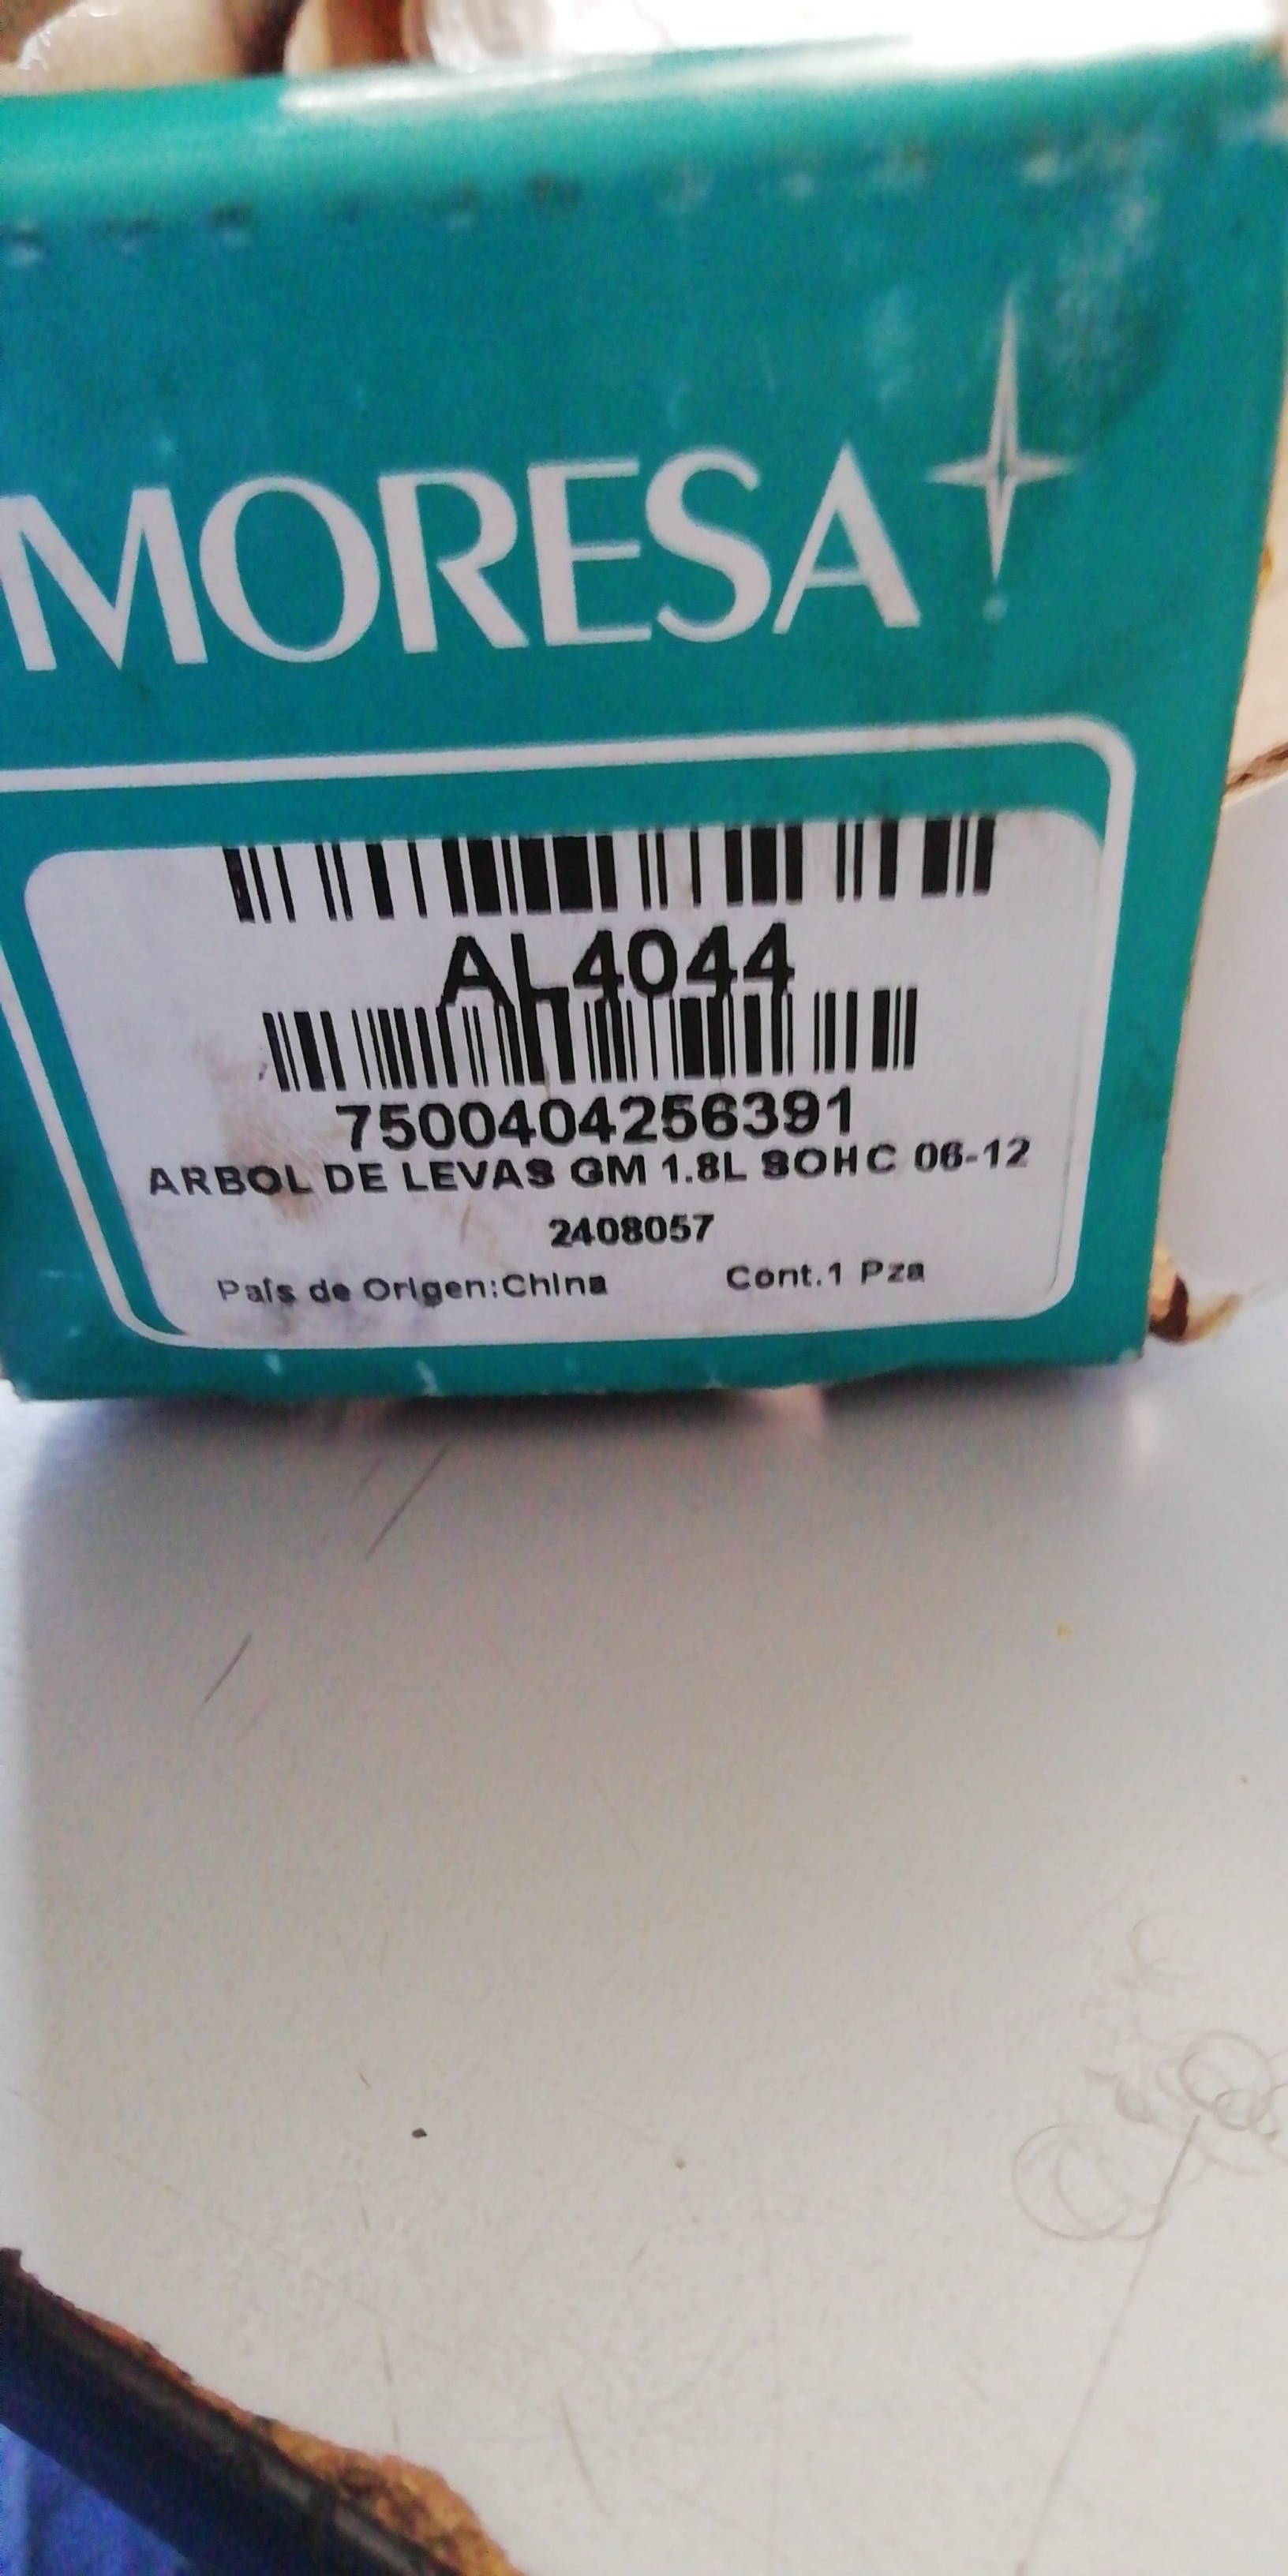 MORESA
AL4044
7500404256391
ARBOL DE LEVAS GM 1.8L SOHC 06-12
2408057
País de Origen:China Cont.1 Pza